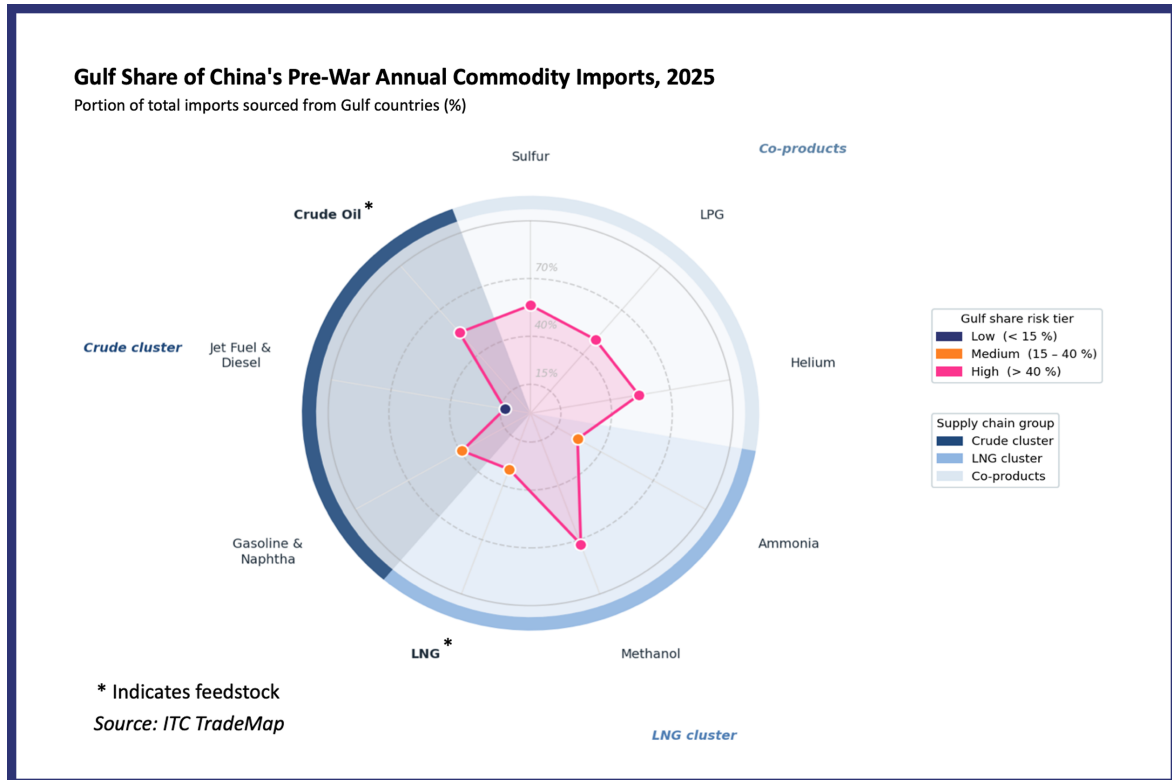 Gulf Share of China's Pre-War Annual Commodity Imports, 2025
Portion of total imports sourced from Gulf countries (%)
Co-products
Sulfur
Crude Oil *
LPG
70%
40%
15%
Crude cluster
Jet Fuel &
Diesel
Helium
Gulf share risk tier
Low (< 15 %)
Medium (15 – 40 %)
High (> 40 %)
Supply chain group
Crude cluster
LNG cluster
Co-products
Gasoline &
Naphtha
Ammonia
LNG *
Methanol
* Indicates feedstock
Source: ITC TradeMap
LNG cluster